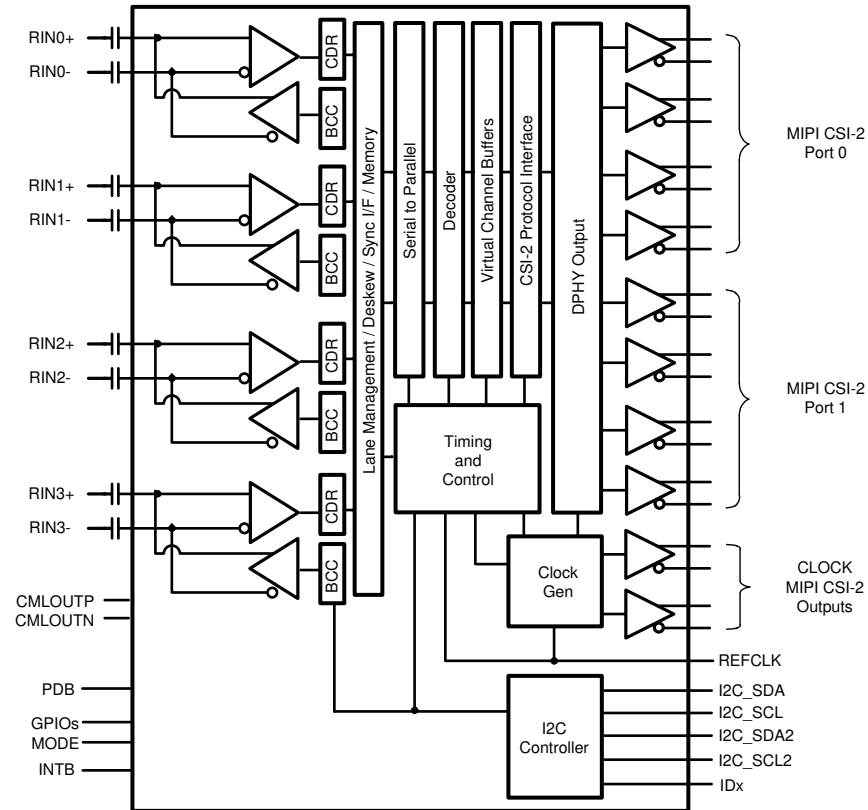 RIN0+
RIN0-
CDR
BCC
RIN1+
RIN1-
CDR
BCC
RIN2+
RIN2-
CDR
BCC
RIN3+
RIN3-
CDR
BCC
Lane Management / Deskew / Sync I/F / Memory
Serial to Parallel
Decoder
Virtual Channel Buffers
CSI-2 Protocol Interface
DPHY Output
Timing
and
Control
Clock
Gen
I2C
Controller
MIPI CSI-2
Port 0
MIPI CSI-2
Port 1
CLOCK
MIPI CSI-2
Outputs
CMLOUTP
CMLOUTN
PDB
GPIOs
MODE
INTB
REFCLK
I2C_SDA
I2C_SCL
I2C_SDA2
I2C_SCL2
IDx